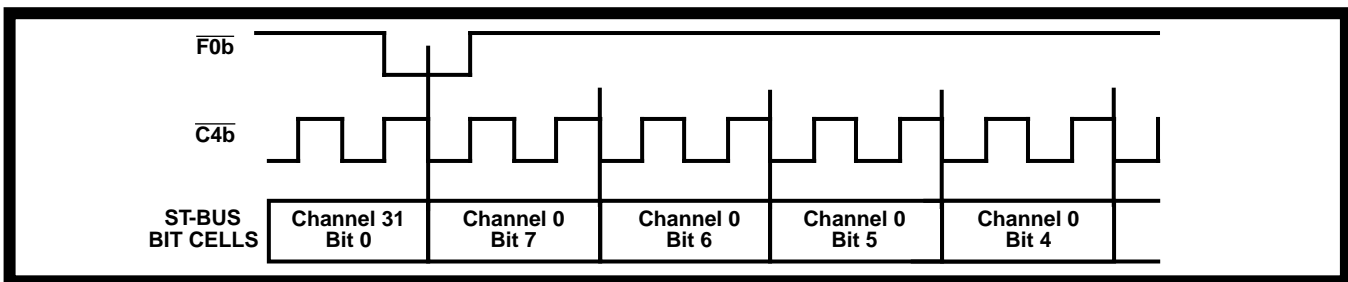 F0b
C4b
ST-BUS
BIT CELLS
Channel 31
Bit 0
Channel 0
Bit 7
Channel 0
Bit 6
Channel 0
Bit 5
Channel 0
Bit 4